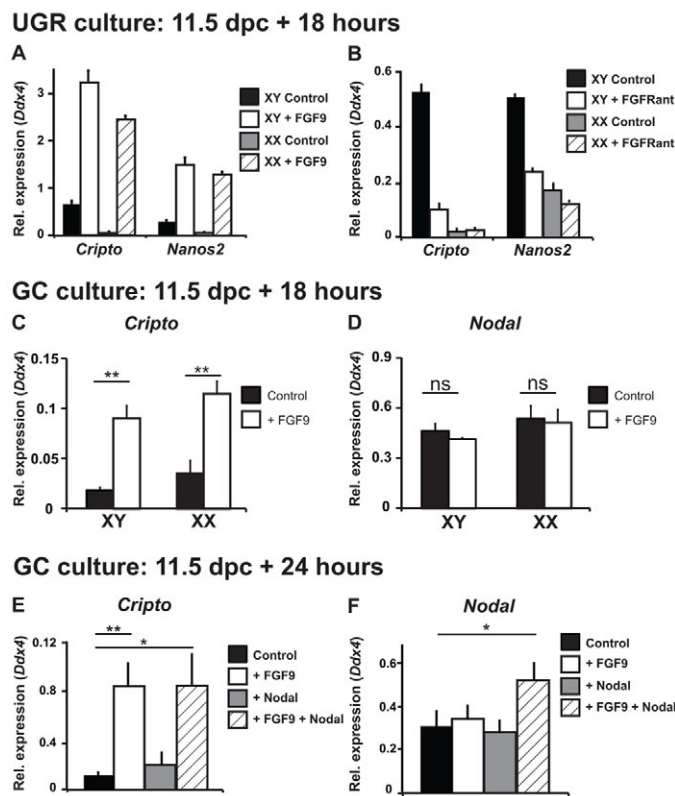 UGR culture: 11.5 dpc + 18 hours
A
Rel. expression (Ddx4)
3
2
1
0
Cripto
Nanos2
XY Control
XY + FGF9
XX Control
XX + FGF9
B
Rel. expression (Ddx4)
0.6
0.4
0.2
0
Cripto
Nanos2
XY Control
XY + FGFRant
XX Control
XX + FGFRant
GC culture: 11.5 dpc + 18 hours
C
Cripto
Rel. expression (Ddx4)
0.15
0.1
0.05
0
**
**
XY
XX
Control
+ FGF9
D
Nodal
Rel. expression (Ddx4)
0.9
0.6
0.3
0
ns
ns
XY
XX
Control
+ FGF9
GC culture: 11.5 dpc + 24 hours
E
Cripto
Rel. expression (Ddx4)
0.12
0.8
0.4
0
**
*
Control
+ FGF9
+ Nodal
+ FGF9 + Nodal
F
Nodal
Rel. expression (Ddx4)
0.6
0.4
0.2
0
*
Control
+ FGF9
+ Nodal
+ FGF9 + Nodal